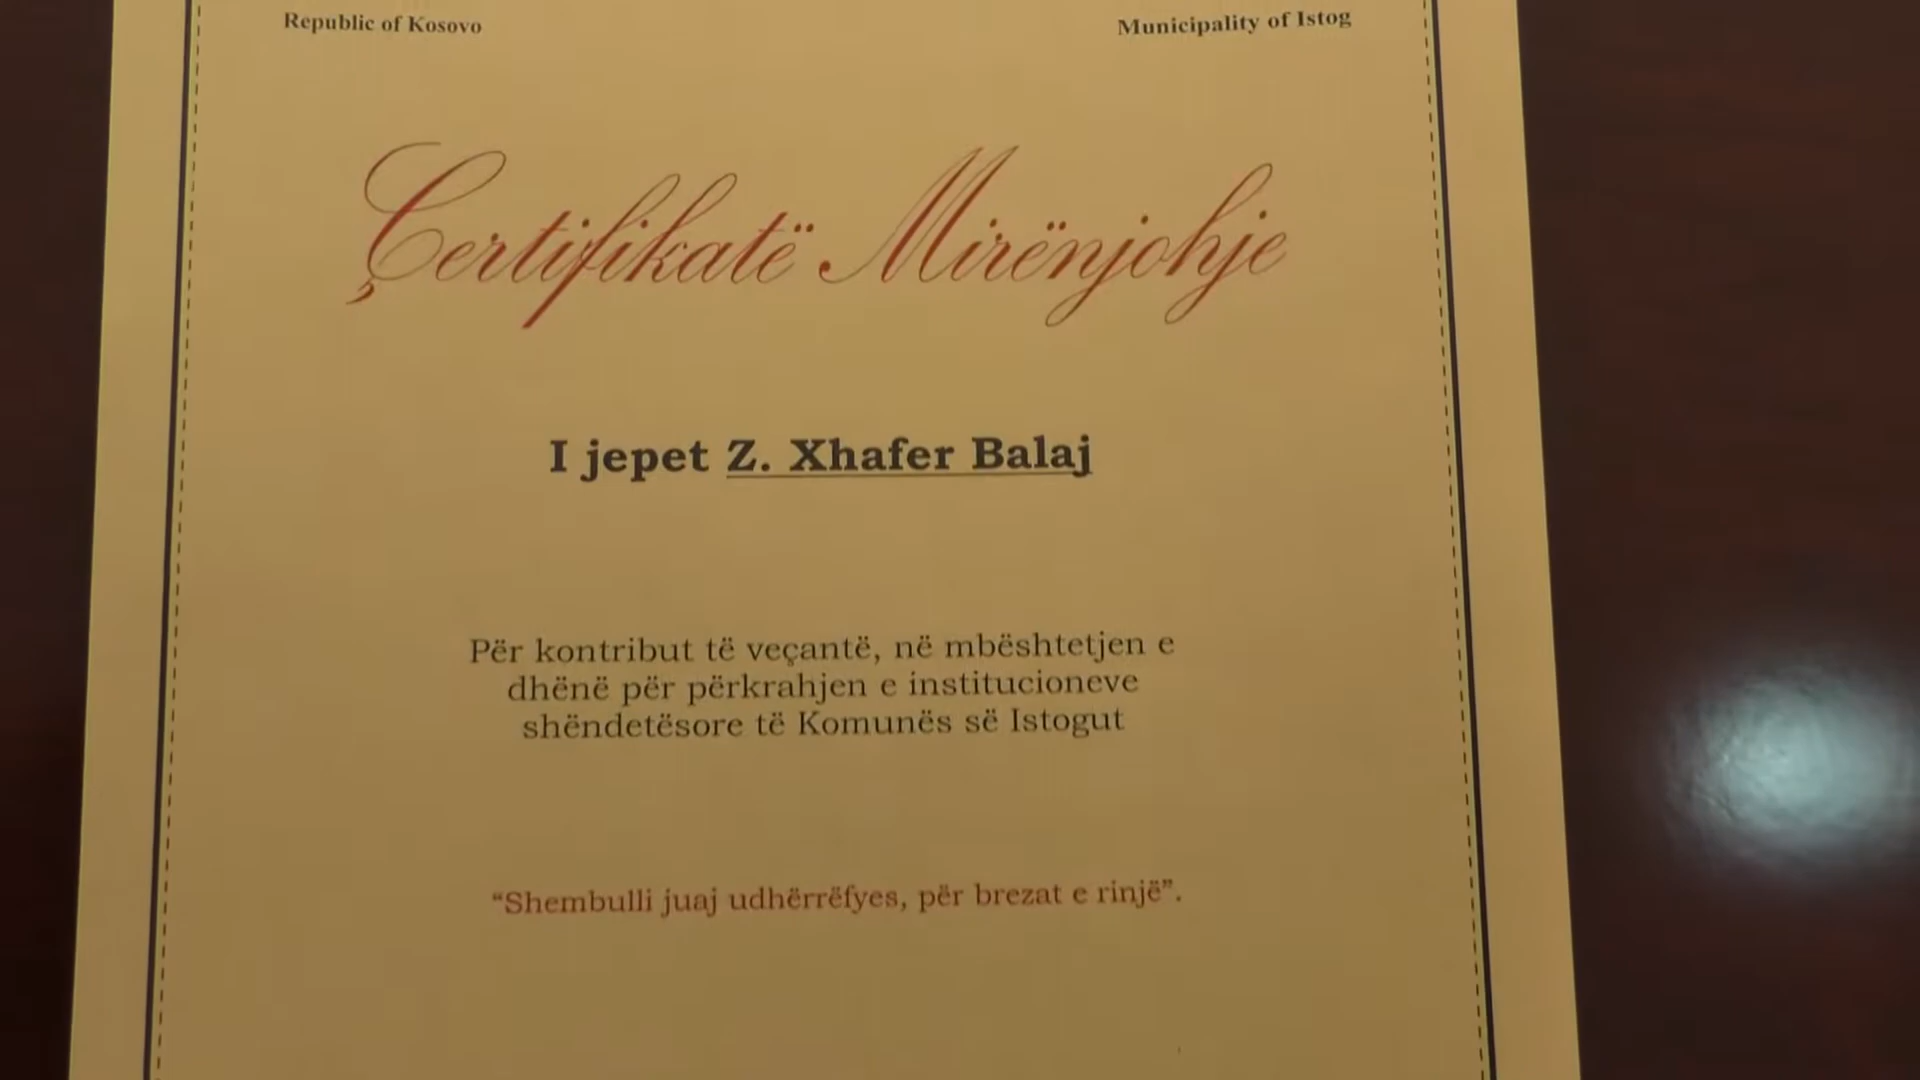 Republic of Kosovo
Municipality of Istog
Çertifikatë Mirënjohje
I jepet Z. Xhafer Balaj
Për kontribut të veçantë, në mbështetjen e
dhënë për përkrahjen e institucioneve
shëndetësore të Komunës së Istogut
“Shembulli juaj udhërrëfyes, për brezat e rinjë”.